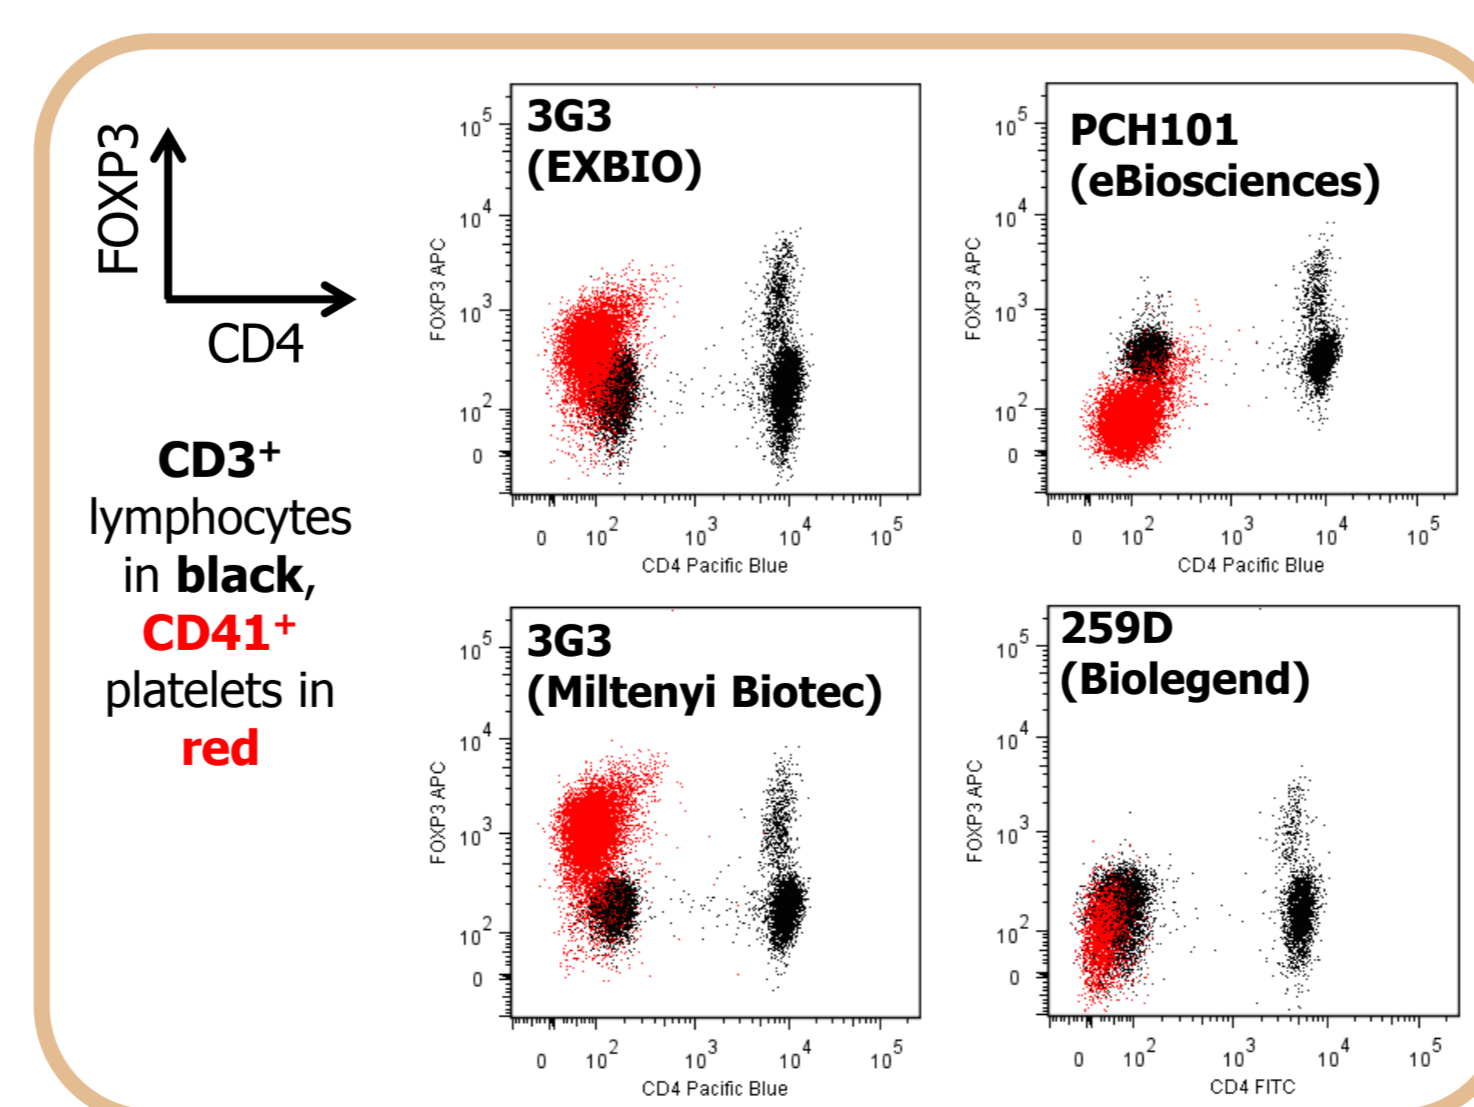 FOXP3
CD4
CD3+
lymphocytes
in black,
CD41+
platelets in
red
3G3
(EXBIO)
10^5
10^4
10^3
10^2
0
FOXP3 APC
0 10^2 10^3 10^4 10^5
CD4 Pacific Blue
PCH101
(eBiosciences)
10^5
10^4
10^3
10^2
0
FOXP3 APC
0 10^2 10^3 10^4 10^5
CD4 Pacific Blue
3G3
(Miltenyi Biotec)
10^5
10^4
10^3
10^2
0
FOXP3 APC
0 10^2 10^3 10^4 10^5
CD4 Pacific Blue
259D
(Biolegend)
10^5
10^4
10^3
10^2
0
FOXP3 APC
0 10^2 10^3 10^4 10^5
CD4 FITC